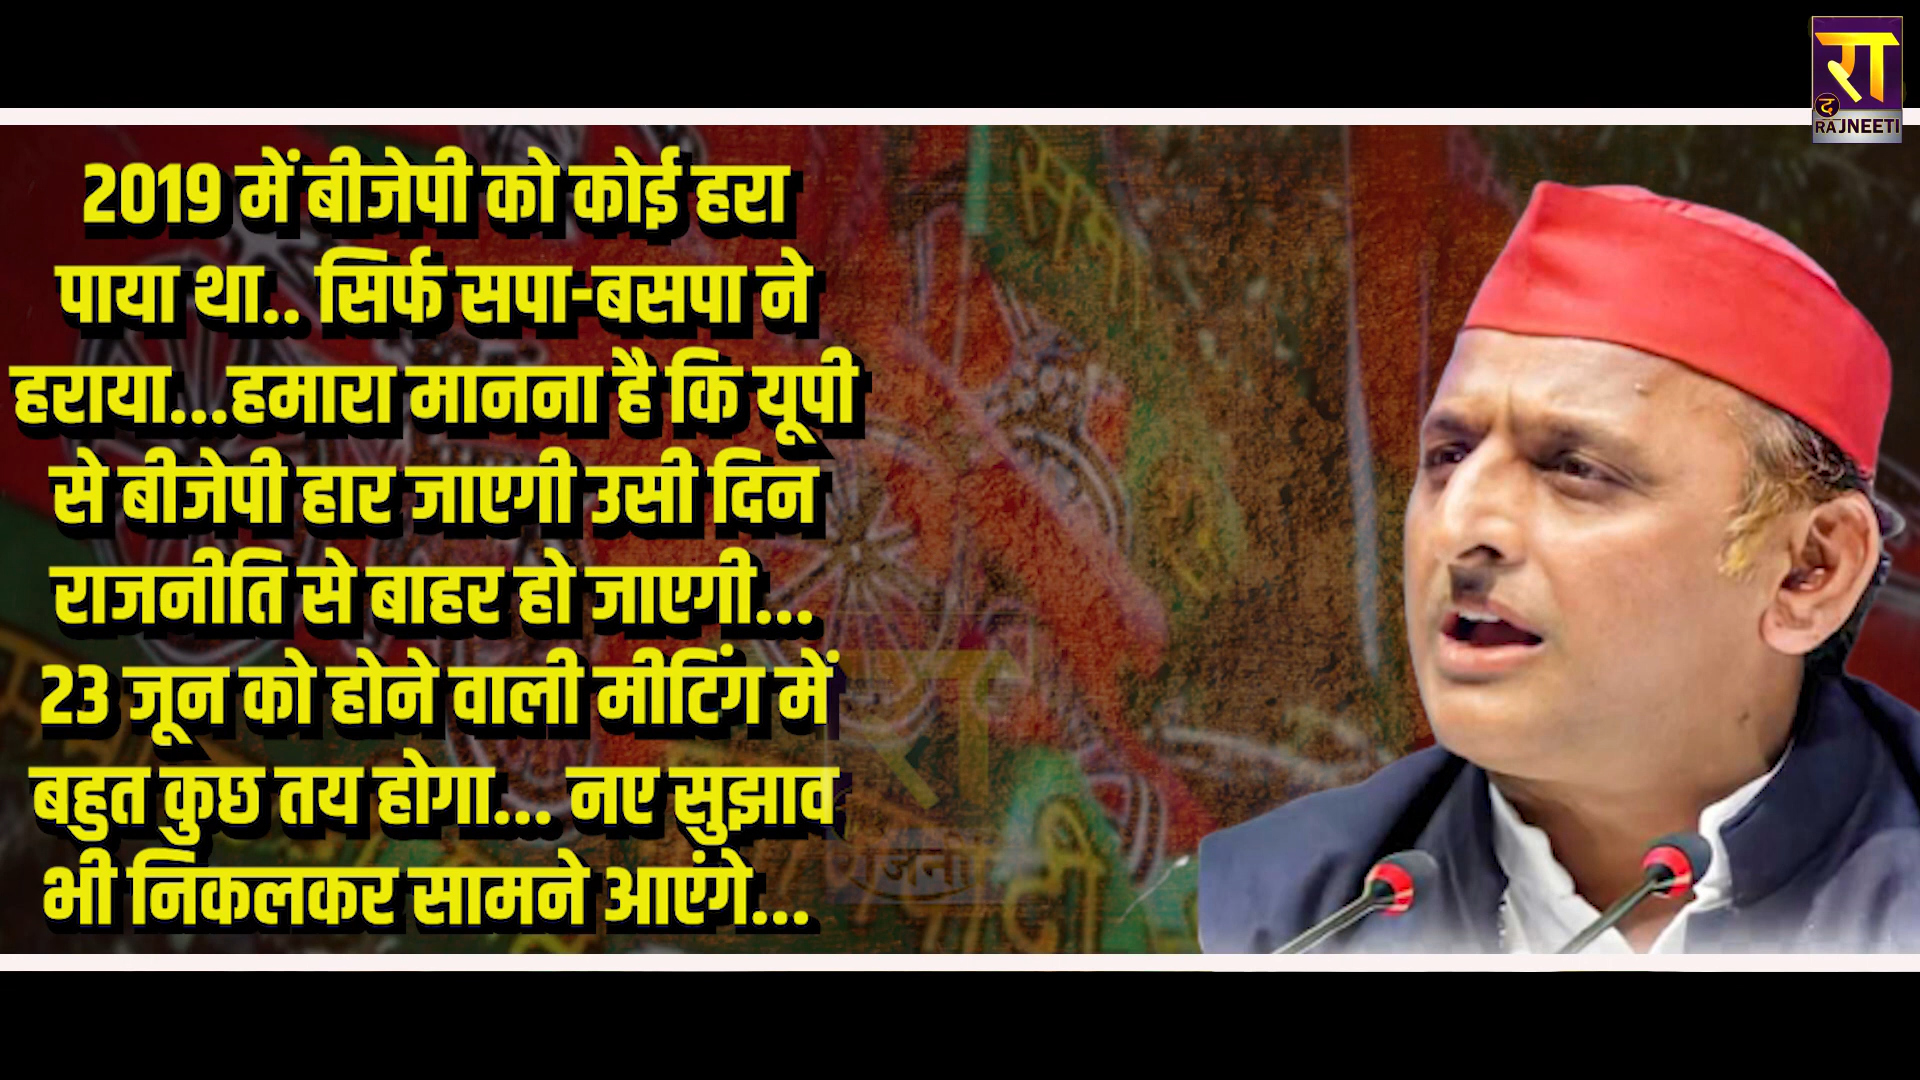 रा
द
RAJNEETI
2019 में बीजेपी को कोई हरा
पाया था.. सिर्फ सपा-बसपा ने
हराया...हमारा मानना है कि यूपी
से बीजेपी हार जाएगी उसी दिन
राजनीति से बाहर हो जाएगी...
23 जून को होने वाली मीटिंग में
बहुत कुछ तय होगा... नए सुझाव
भी निकलकर सामने आएंगे...